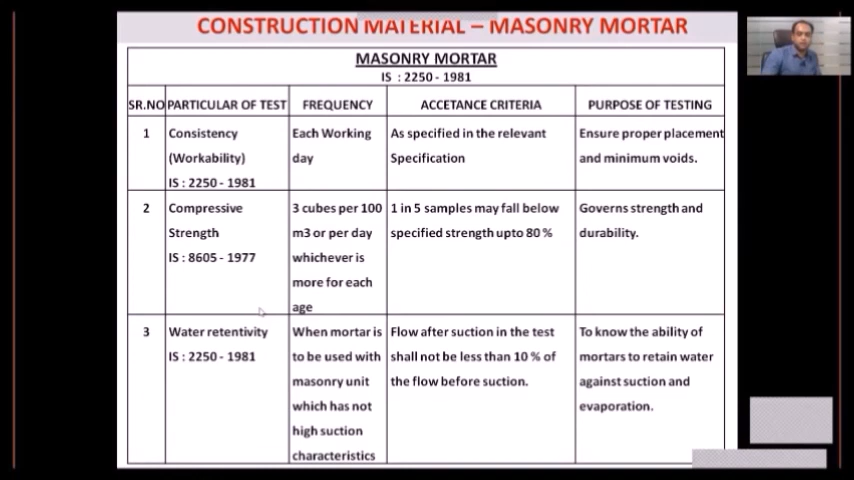 CONSTRUCTION MATERIAL – MASONRY MORTAR
MASONRY MORTAR
IS : 2250 - 1981
SR.NO PARTICULAR OF TEST FREQUENCY ACCETANCE CRITERIA PURPOSE OF TESTING
1 Consistency Each Working As specified in the relevant Ensure proper placement
(Workability) day Specification and minimum voids.
IS : 2250 - 1981
2 Compressive 3 cubes per 100 1 in 5 samples may fall below Governs strength and
Strength m3 or per day specified strength upto 80 % durability.
IS : 8605 - 1977 whichever is
more for each
age
3 Water retentivity When mortar is Flow after suction in the test To know the ability of
IS : 2250 - 1981 to be used with shall not be less than 10 % of mortars to retain water
masonry unit the flow before suction. against suction and
which has not evaporation.
high suction
characteristics